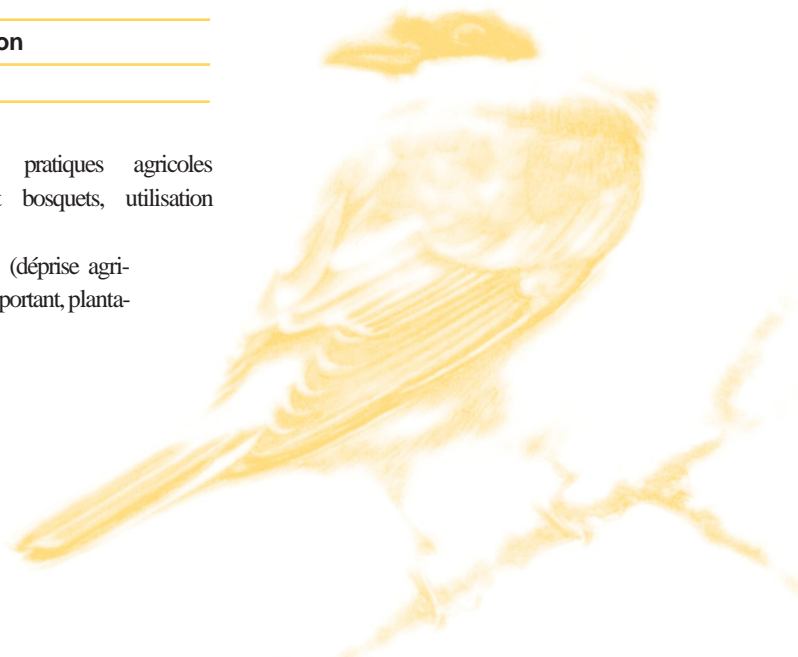 on
pratiques agricoles
bosquets, utilisation
(déprise agri-
portant, planta-